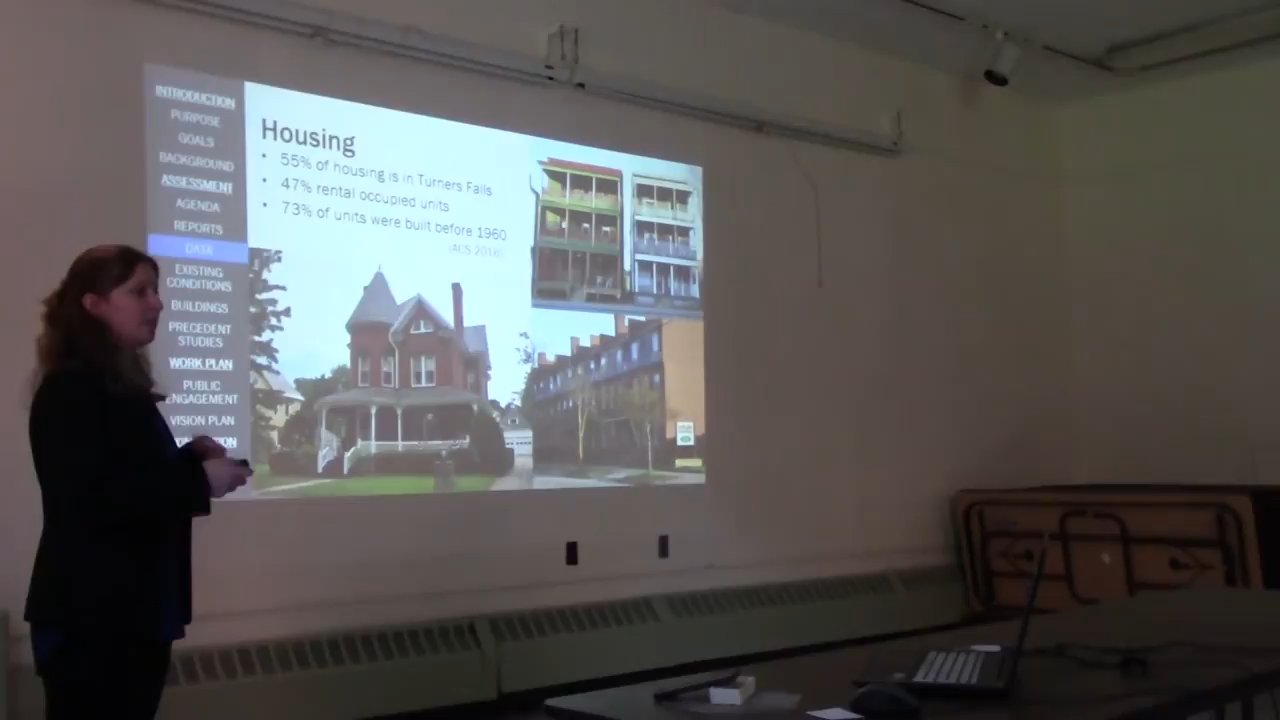 INTRODUCTION
PURPOSE
GOALS
BACKGROUND
ASSESSMENT
AGENDA
REPORTS
DATA
EXISTING
CONDITIONS
BUILDINGS
PRECEDENT
STUDIES
WORK PLAN
PUBLIC
ENGAGEMENT
VISION PLAN
Housing
• 55% of housing is in Turners Falls
• 47% rental occupied units
• 73% of units were built before 1960
(ACS 2016)